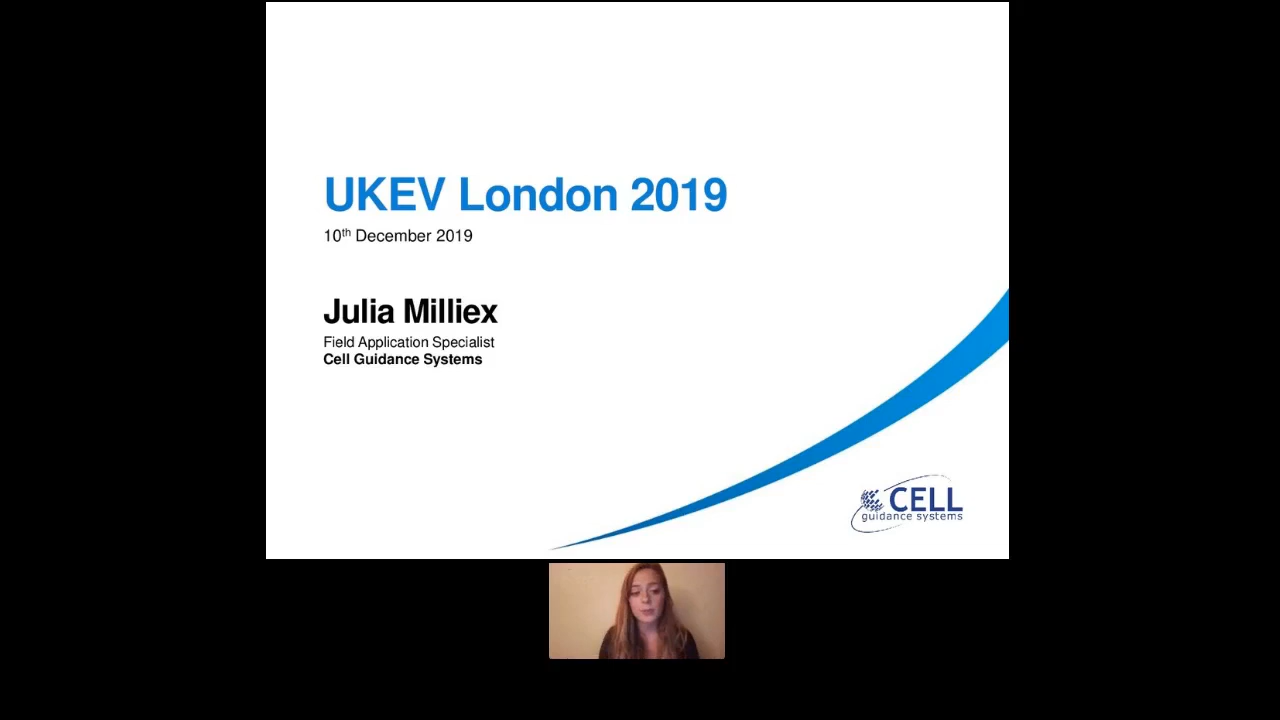 UKEV London 2019
10th December 2019
Julia Milliex
Field Application Specialist
Cell Guidance Systems
CELL
guidance systems